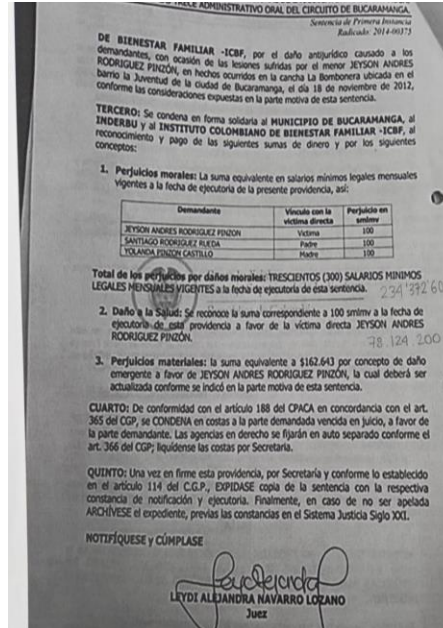 TRECE ADMINISTRATIVO ORAL DEL CIRCUITO DE BUCARAMANGA.
Sentencia de Primera Instancia
Radicado: 2014-00375
DE BIENESTAR FAMILIAR -ICBF, por el daño antijurídico causado a los
demandantes, con ocasión de las lesiones sufridas por el menor JEYSON ANDRES
RODRIGUEZ PINZÓN, en hechos ocurridos en la cancha La Bombonera ubicada en el
barrio la Juventud de la ciudad de Bucaramanga, el día 18 de noviembre de 2012,
conforme las consideraciones expuestas en la parte motiva de esta sentencia.
TERCERO: Se condena en forma solidaria al MUNICIPIO DE BUCARAMANGA, al
INDERBU y al INSTITUTO COLOMBIANO DE BIENESTAR FAMILIAR -ICBF, al
reconocimiento y pago de las siguientes sumas de dinero y por los siguientes
conceptos:
1. Perjuicios morales: La suma equivalente en salarios mínimos legales mensuales
vigentes a la fecha de ejecutoria de la presente providencia, así:
Demandante Vinculo con la víctima directa Perjuicio en smlmv
JEYSON ANDRES RODRIGUEZ PINZON Victima 100
SANTIAGO RODRIGUEZ RUEDA Padre 100
YOLANDA PINZON CASTILLO Madre 100
Total de los perjuicios por daños morales: TRESCIENTOS (300) SALARIOS MINIMOS
LEGALES MENSUALES VIGENTES a la fecha de ejecutoria de esta sentencia.
234'372'60
2. Daño a la Salud: Se reconoce la suma correspondiente a 100 smlmv a la fecha de
ejecutoria de esta providencia a favor de la víctima directa JEYSON ANDRES
RODRIGUEZ PINZÓN.
78.124.200
3. Perjuicios materiales: la suma equivalente a $162.643 por concepto de daño
emergente a favor de JEYSON ANDRES RODRIGUEZ PINZÓN, la cual deberá ser
actualizada conforme se indicó en la parte motiva de esta sentencia.
CUARTO: De conformidad con el artículo 188 del CPACA en concordancia con el art.
365 del CGP, se CONDENA en costas a la parte demandada vencida en juicio, a favor de
la parte demandante. Las agencias en derecho se fijarán en auto separado conforme el
art. 366 del CGP; liquídense las costas por Secretaria.
QUINTO: Una vez en firme esta providencia, por Secretaría y conforme lo establecido
en el artículo 114 del C.G.P., EXPIDASE copia de la sentencia con la respectiva
constancia de notificación y ejecutoria. Finalmente, en caso de no ser apelada
ARCHÍVESE el expediente, previas las constancias en el Sistema Justicia Siglo XXI.
NOTIFÍQUESE y CÚMPLASE
LEYDI ALEJANDRA NAVARRO LOZANO
Juez